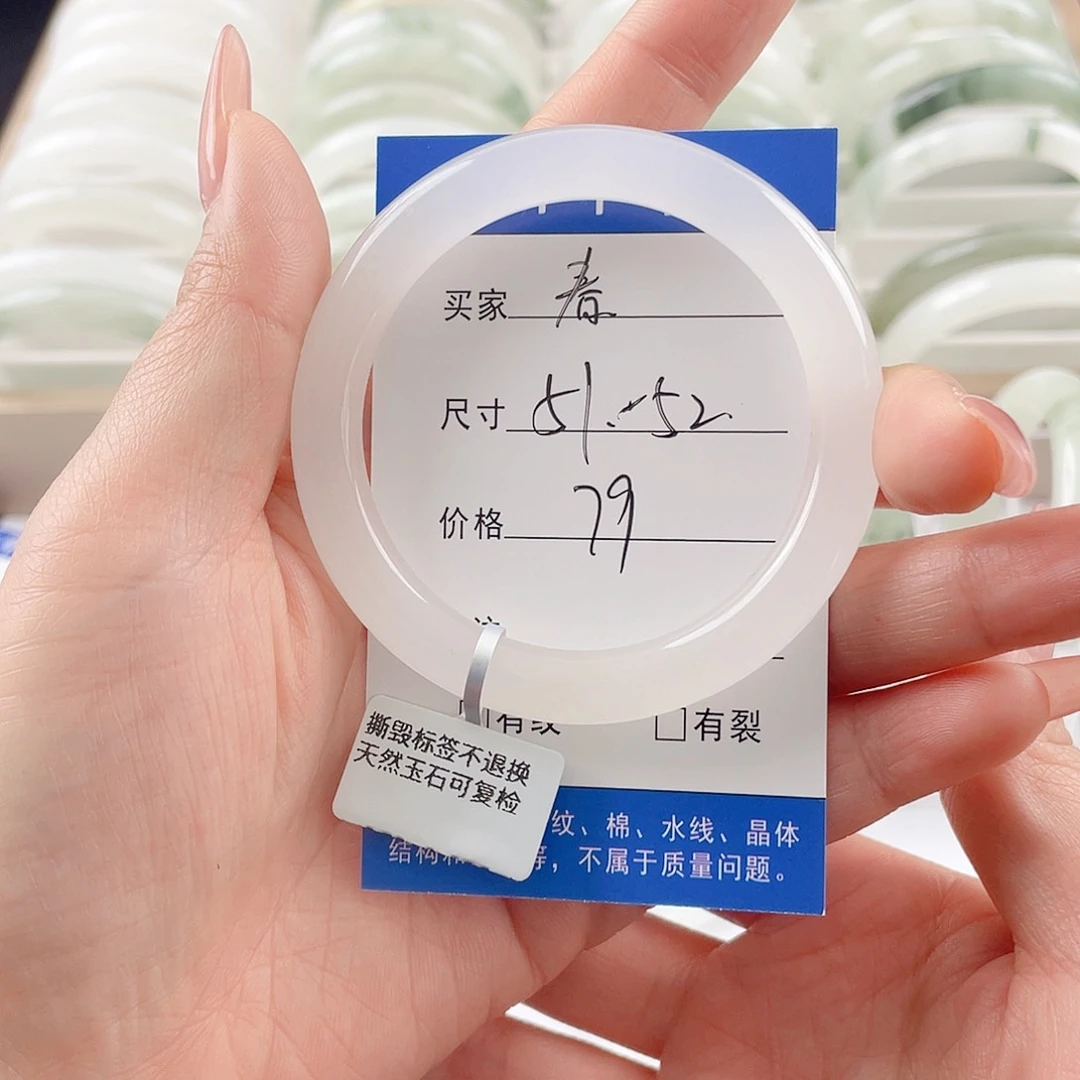 买家 春
尺寸 51-52
价格 79
有纹 有裂
撕毁标签不退换
天然玉石可复检
纹、棉、水线、晶体
结构 等，不属于质量问题。